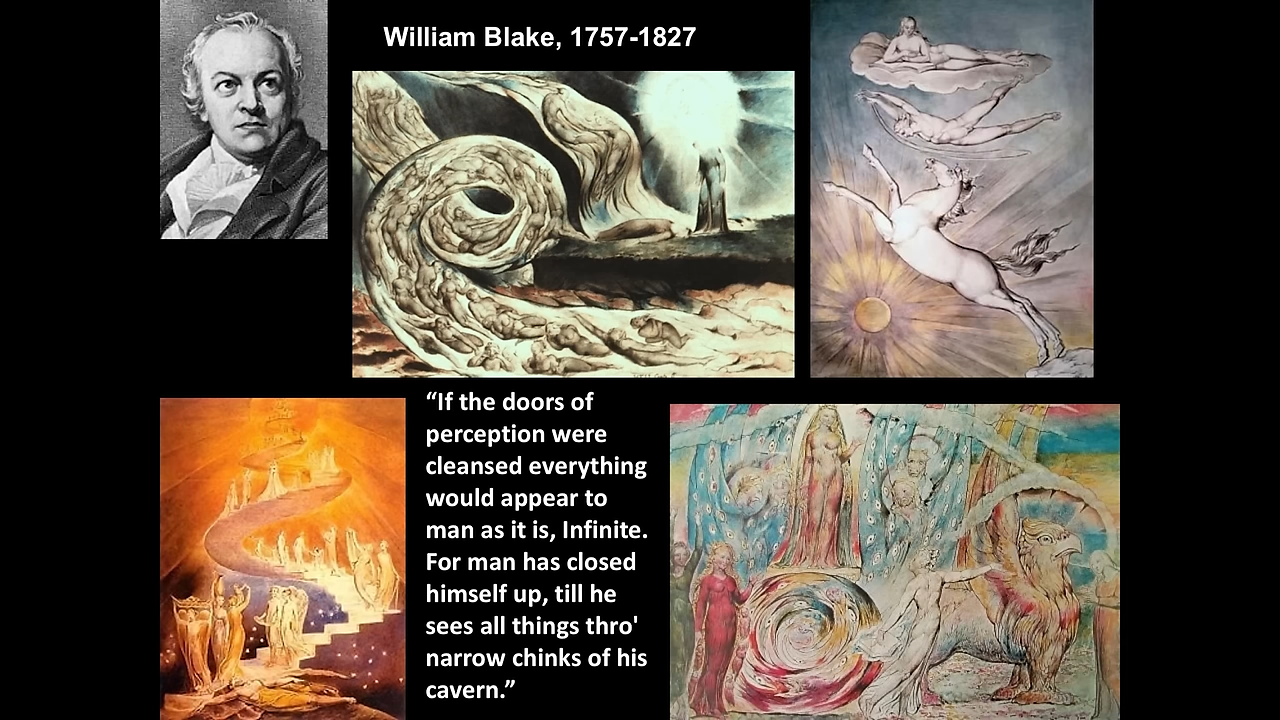 William Blake, 1757-1827
“If the doors of
perception were
cleansed everything
would appear to
man as it is, Infinite.
For man has closed
himself up, till he
sees all things thro'
narrow chinks of his
cavern.”